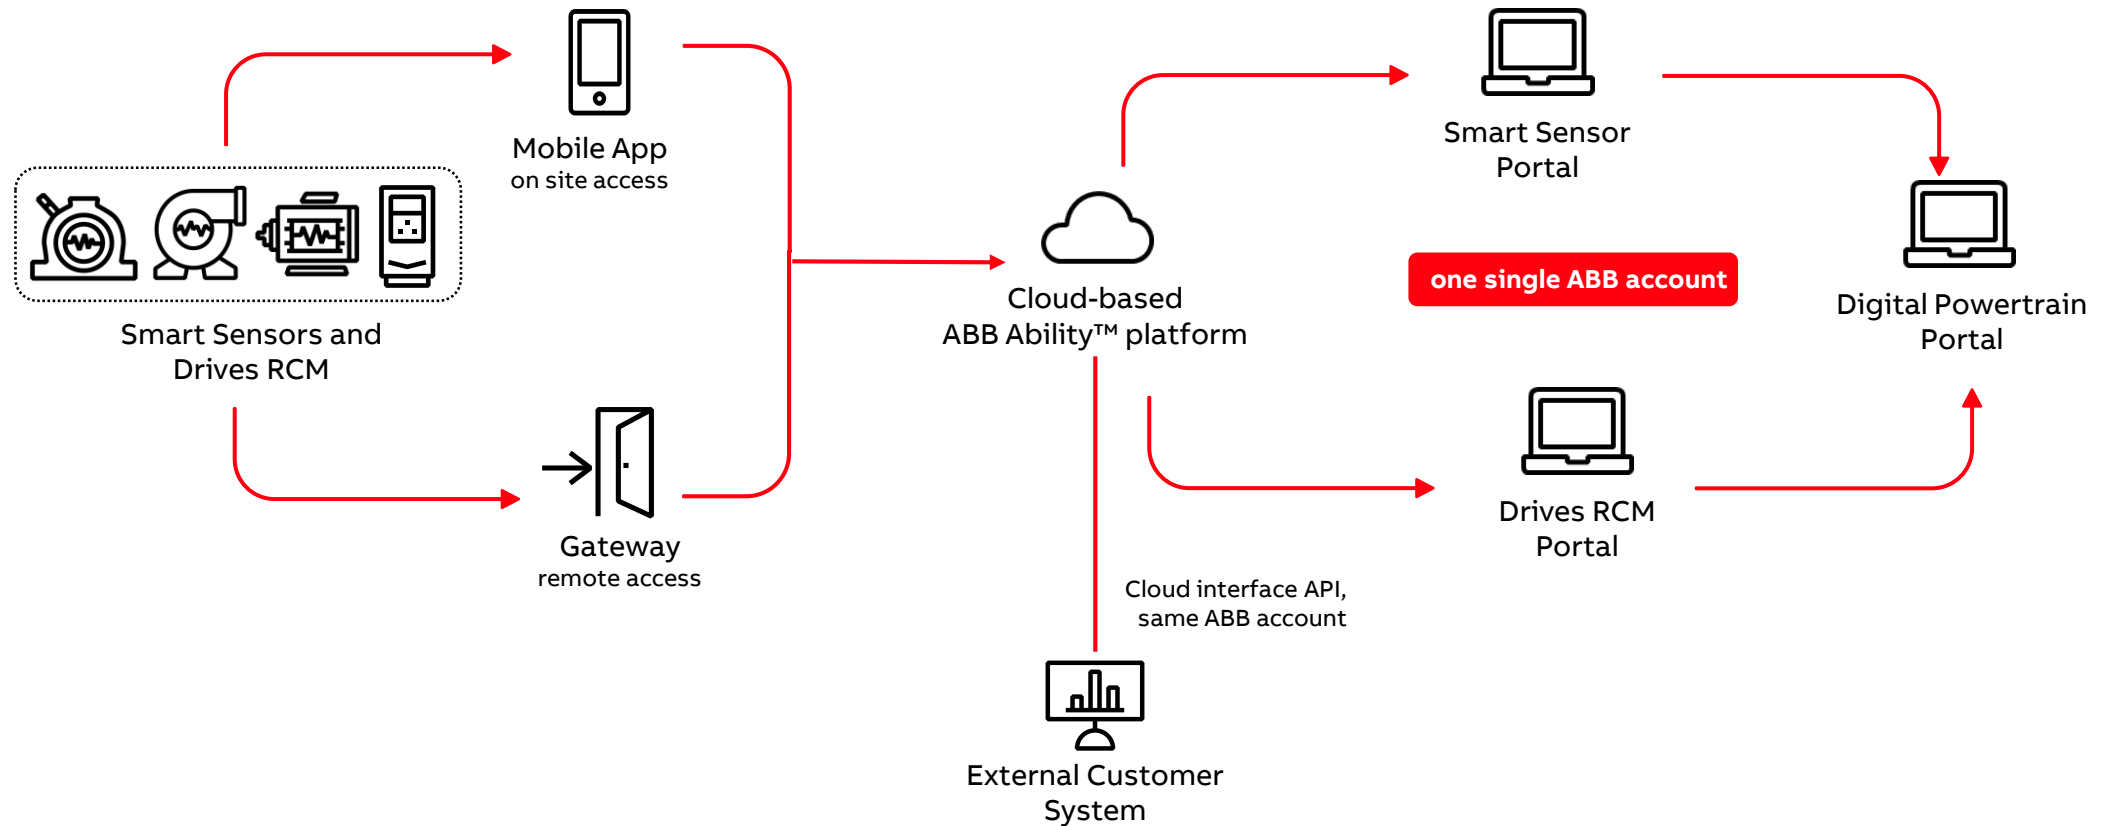 Mobile App
on site access
Smart Sensors and
Drives RCM
Gateway
remote access
Cloud-based
ABB Ability™ platform
Smart Sensor
Portal
one single ABB account
Digital Powertrain
Portal
Drives RCM
Portal
Cloud interface API,
same ABB account
External Customer
System